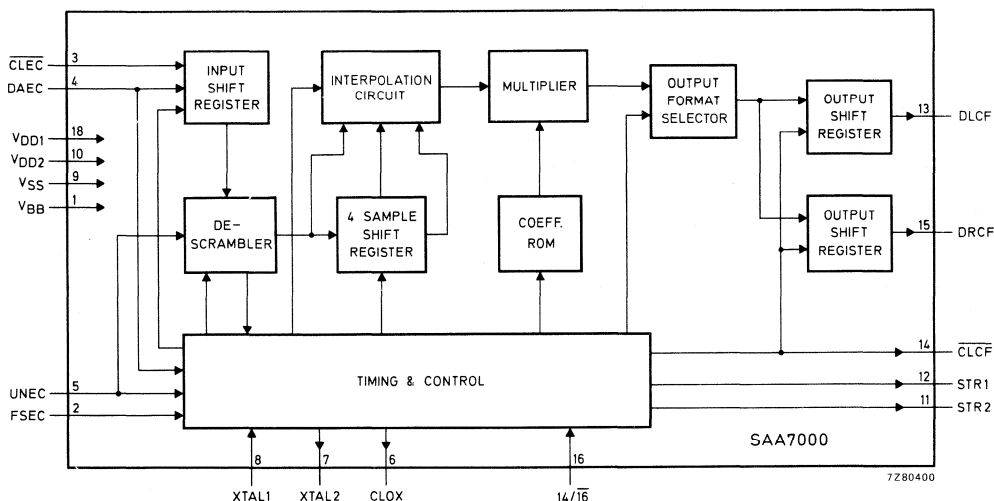 CLEC 3
DAEC 4
VDD1 18
VDD2 10
VSS 9
VBB 1
UNEC 5
FSEC 2
INPUT
SHIFT
REGISTER
INTERPOLATION
CIRCUIT
MULTIPLIER
OUTPUT
FORMAT
SELECTOR
OUTPUT
SHIFT
REGISTER
13 DLCF
DE-
SCRAMBLER
4 SAMPLE
SHIFT
REGISTER
COEFF.
ROM
OUTPUT
SHIFT
REGISTER
15 DRCF
TIMING & CONTROL
14 CLCF
12 STR1
11 STR2
SAA7000
8 7 6 16
XTAL1 XTAL2 CLOX 14/16
7Z80400